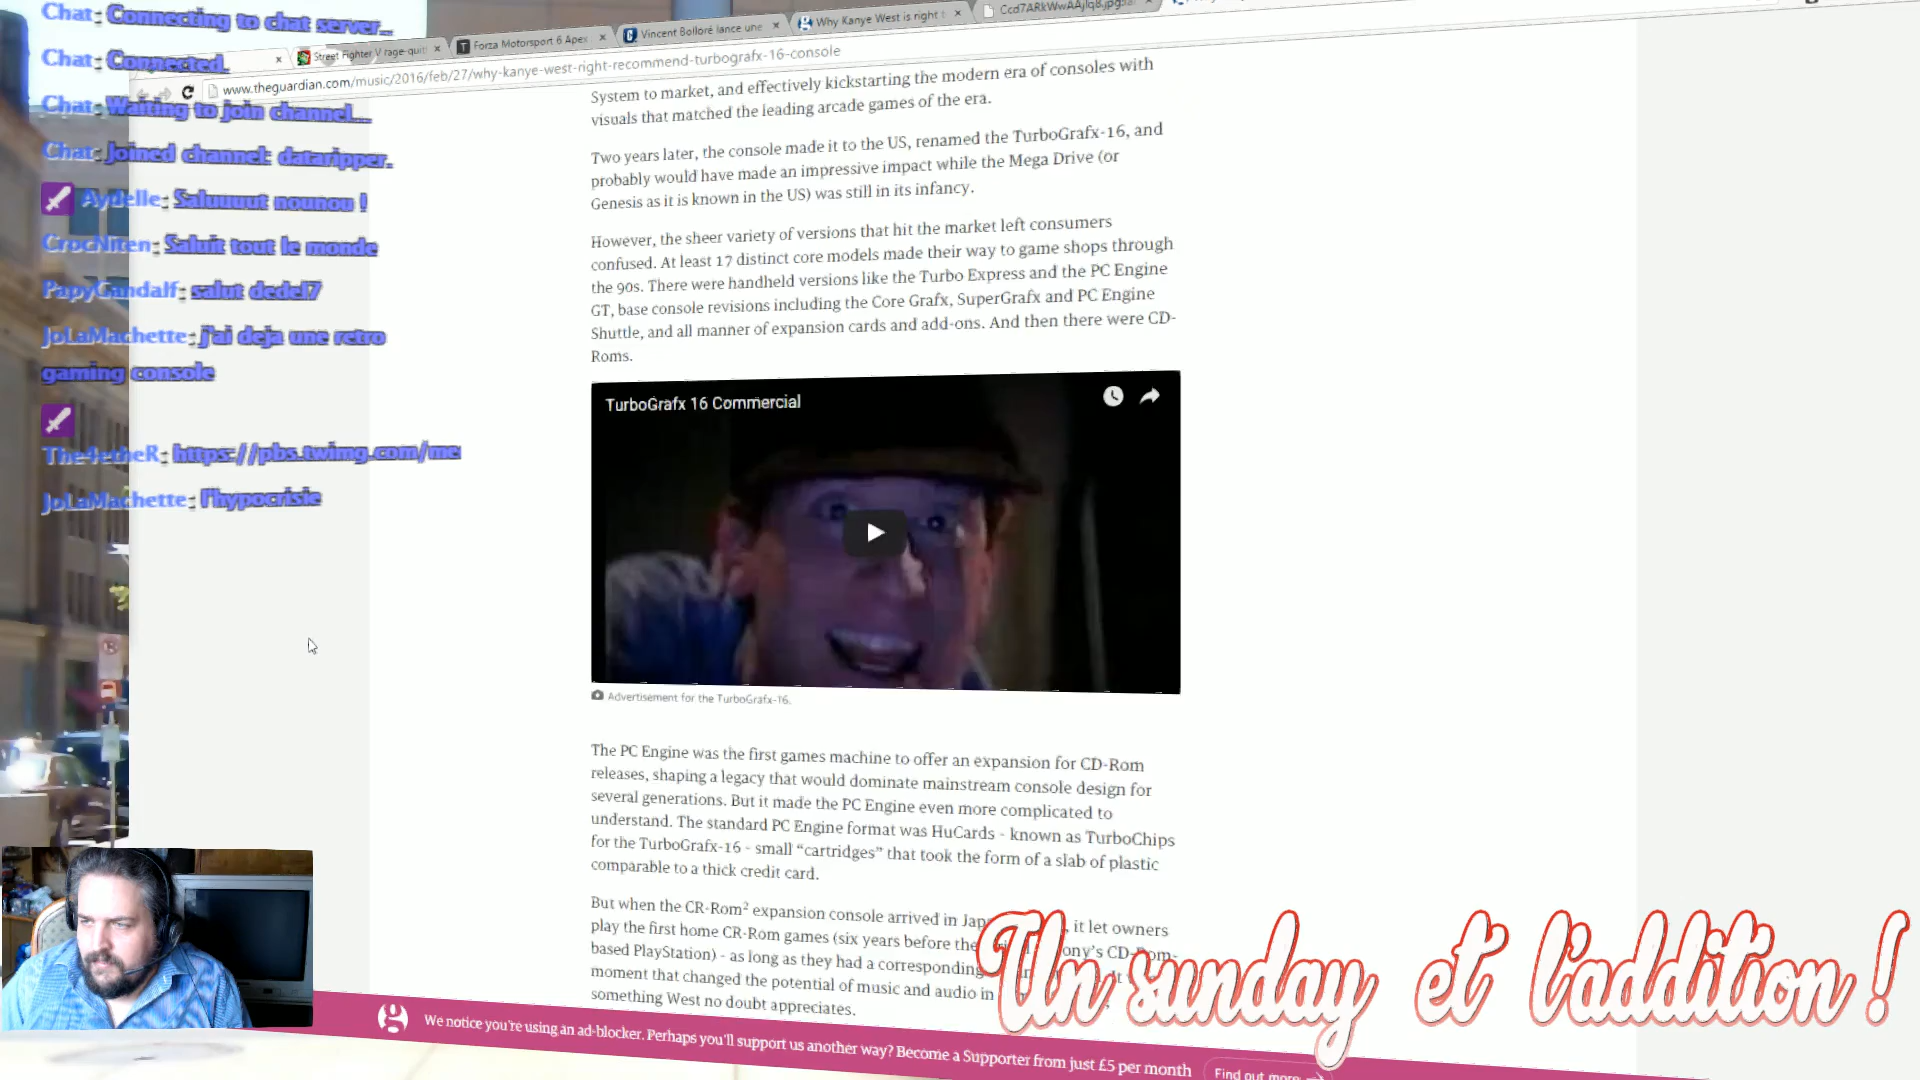 Chat: Connecting to chat server...
Chat: Connected.
Chat: Waiting to join channel...
Chat: Joined channel: dataripper.
Aydelle: Saluuuut nounou !
CrocNiten: Saluit tout le monde
PapyGandalf: salut dedel7
JoLaMachette: j'ai deja une retro
gaming console
The4etheR: https://pbs.twimg.com/me
JoLaMachette: l'hypocrisie
Street Fighter V rage-quit
Forza Motorsport 6 Apex
Vincent Bolloré lance une
Why Kanye West is right t
www.theguardian.com/music/2016/feb/27/why-kanye-west-right-recommend-turbografx-16-console
System to market, and effectively kickstarting the modern era of consoles with
visuals that matched the leading arcade games of the era.
Two years later, the console made it to the US, renamed the TurboGrafx-16, and
probably would have made an impressive impact while the Mega Drive (or
Genesis as it is known in the US) was still in its infancy.
However, the sheer variety of versions that hit the market left consumers
confused. At least 17 distinct core models made their way to game shops through
the 90s. There were handheld versions like the Turbo Express and the PC Engine
GT, base console revisions including the Core Grafx, SuperGrafx and PC Engine
Shuttle, and all manner of expansion cards and add-ons. And then there were CD-
Roms.
TurboGrafx 16 Commercial
Advertisement for the TurboGrafx-16.
The PC Engine was the first games machine to offer an expansion for CD-Rom
releases, shaping a legacy that would dominate mainstream console design for
several generations. But it made the PC Engine even more complicated to
understand. The standard PC Engine format was HuCards - known as TurboChips
for the TurboGrafx-16 - small “cartridges” that took the form of a slab of plastic
comparable to a thick credit card.
But when the CR-Rom² expansion console arrived in it let owners
play the first home CR-Rom games (six years before the ony's CD-Rom-
based PlayStation) - as long as they had a corresponding
moment that changed the potential of music and audio in
something West no doubt appreciates.
Un sunday et l'addition !
We notice you're using an ad-blocker. Perhaps you'll support us another way? Become a Supporter from just £5 per month
Find out more